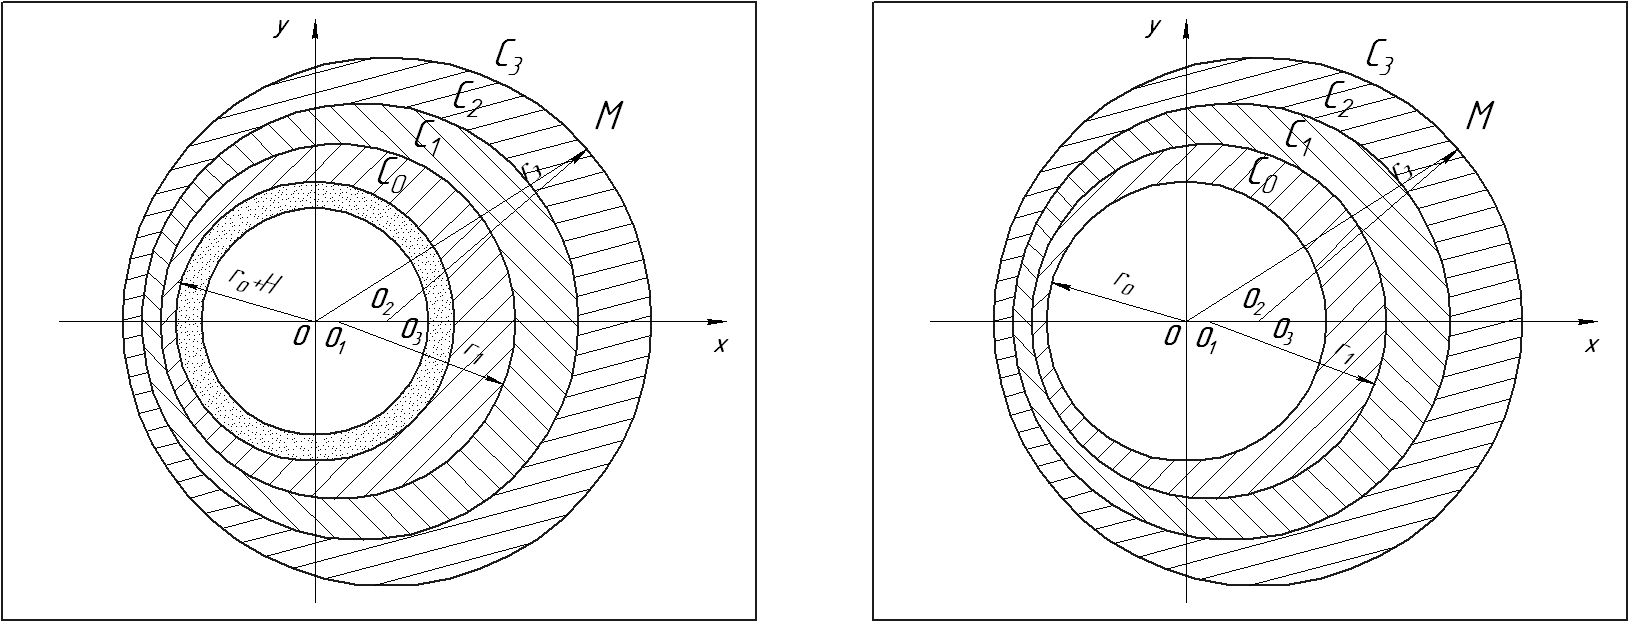 y
C3
C2
M
C1
r3
C0
r0+H
O2
O O1 O3
r1
x
y
C3
C2
M
C1
r3
C0
r0
O2
O O1 O3
r1
x